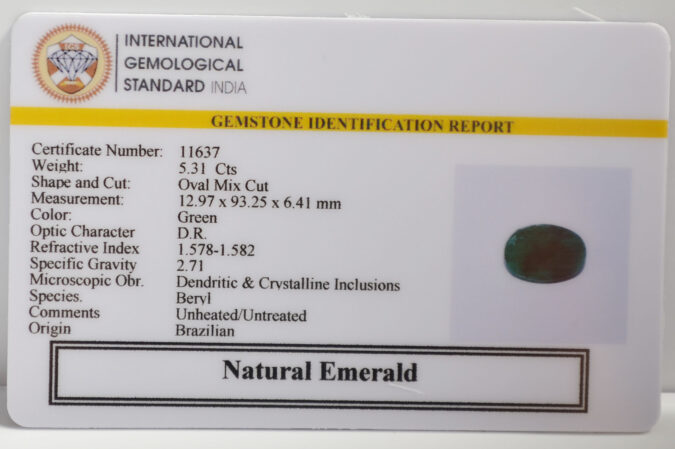 INTERNATIONAL
GEMOLOGICAL
STANDARD INDIA
GEMSTONE IDENTIFICATION REPORT
Certificate Number: 11637
Weight: 5.31 Cts
Shape and Cut: Oval Mix Cut
Measurement: 12.97 x 93.25 x 6.41 mm
Color: Green
Optic Character D.R.
Refractive Index 1.578-1.582
Specific Gravity 2.71
Microscopic Obr. Dendritic & Crystalline Inclusions
Species. Beryl
Comments Unheated/Untreated
Origin Brazilian
Natural Emerald